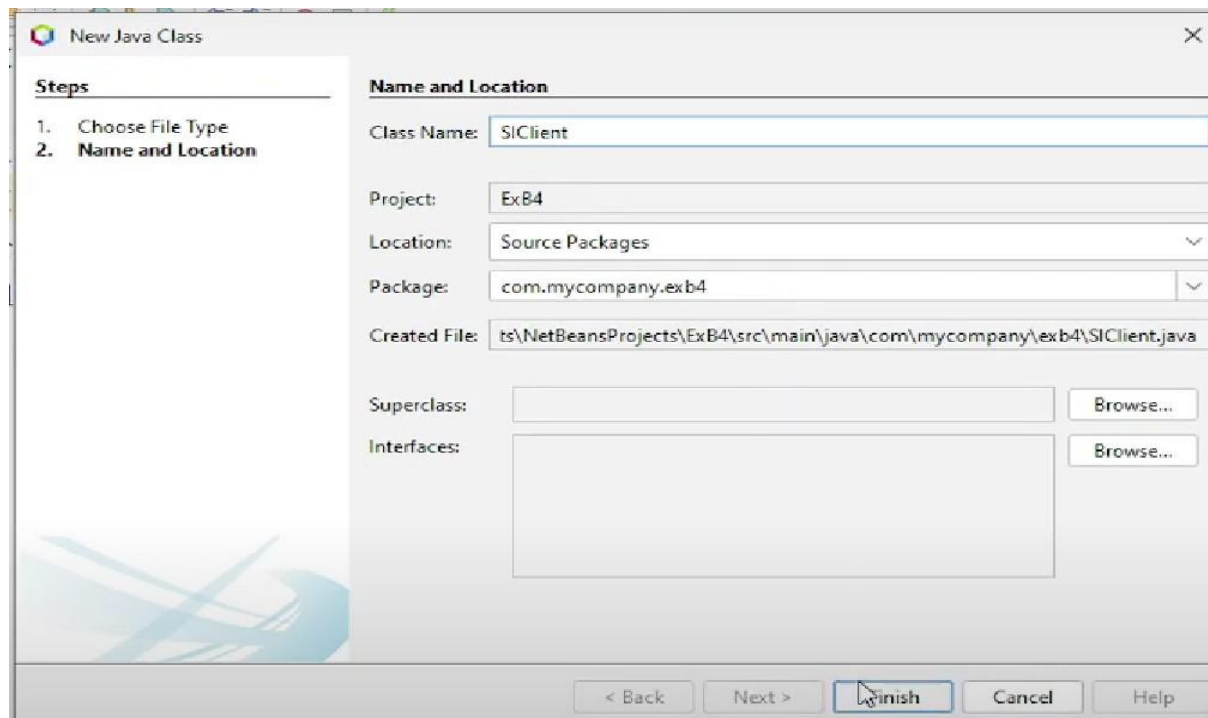 New Java Class
Steps
1. Choose File Type
2. Name and Location
Name and Location
Class Name: SIClient
Project: ExB4
Location: Source Packages
Package: com.mycompany.exb4
Created File: ts\NetBeansProjects\ExB4\src\main\java\com\mycompany\exb4\SIClient.java
Superclass: Browse...
Interfaces: Browse...
< Back Next > Finish Cancel Help